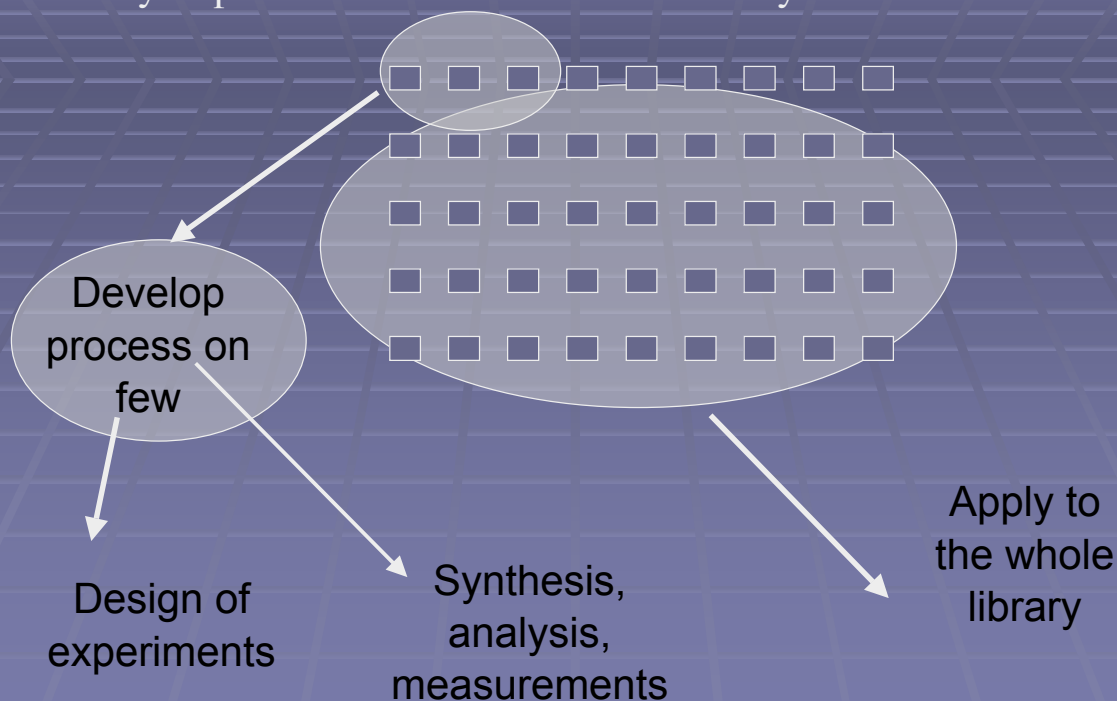 Develop
process on
few
Design of
experiments
Synthesis,
analysis,
measurements
Apply to
the whole
library